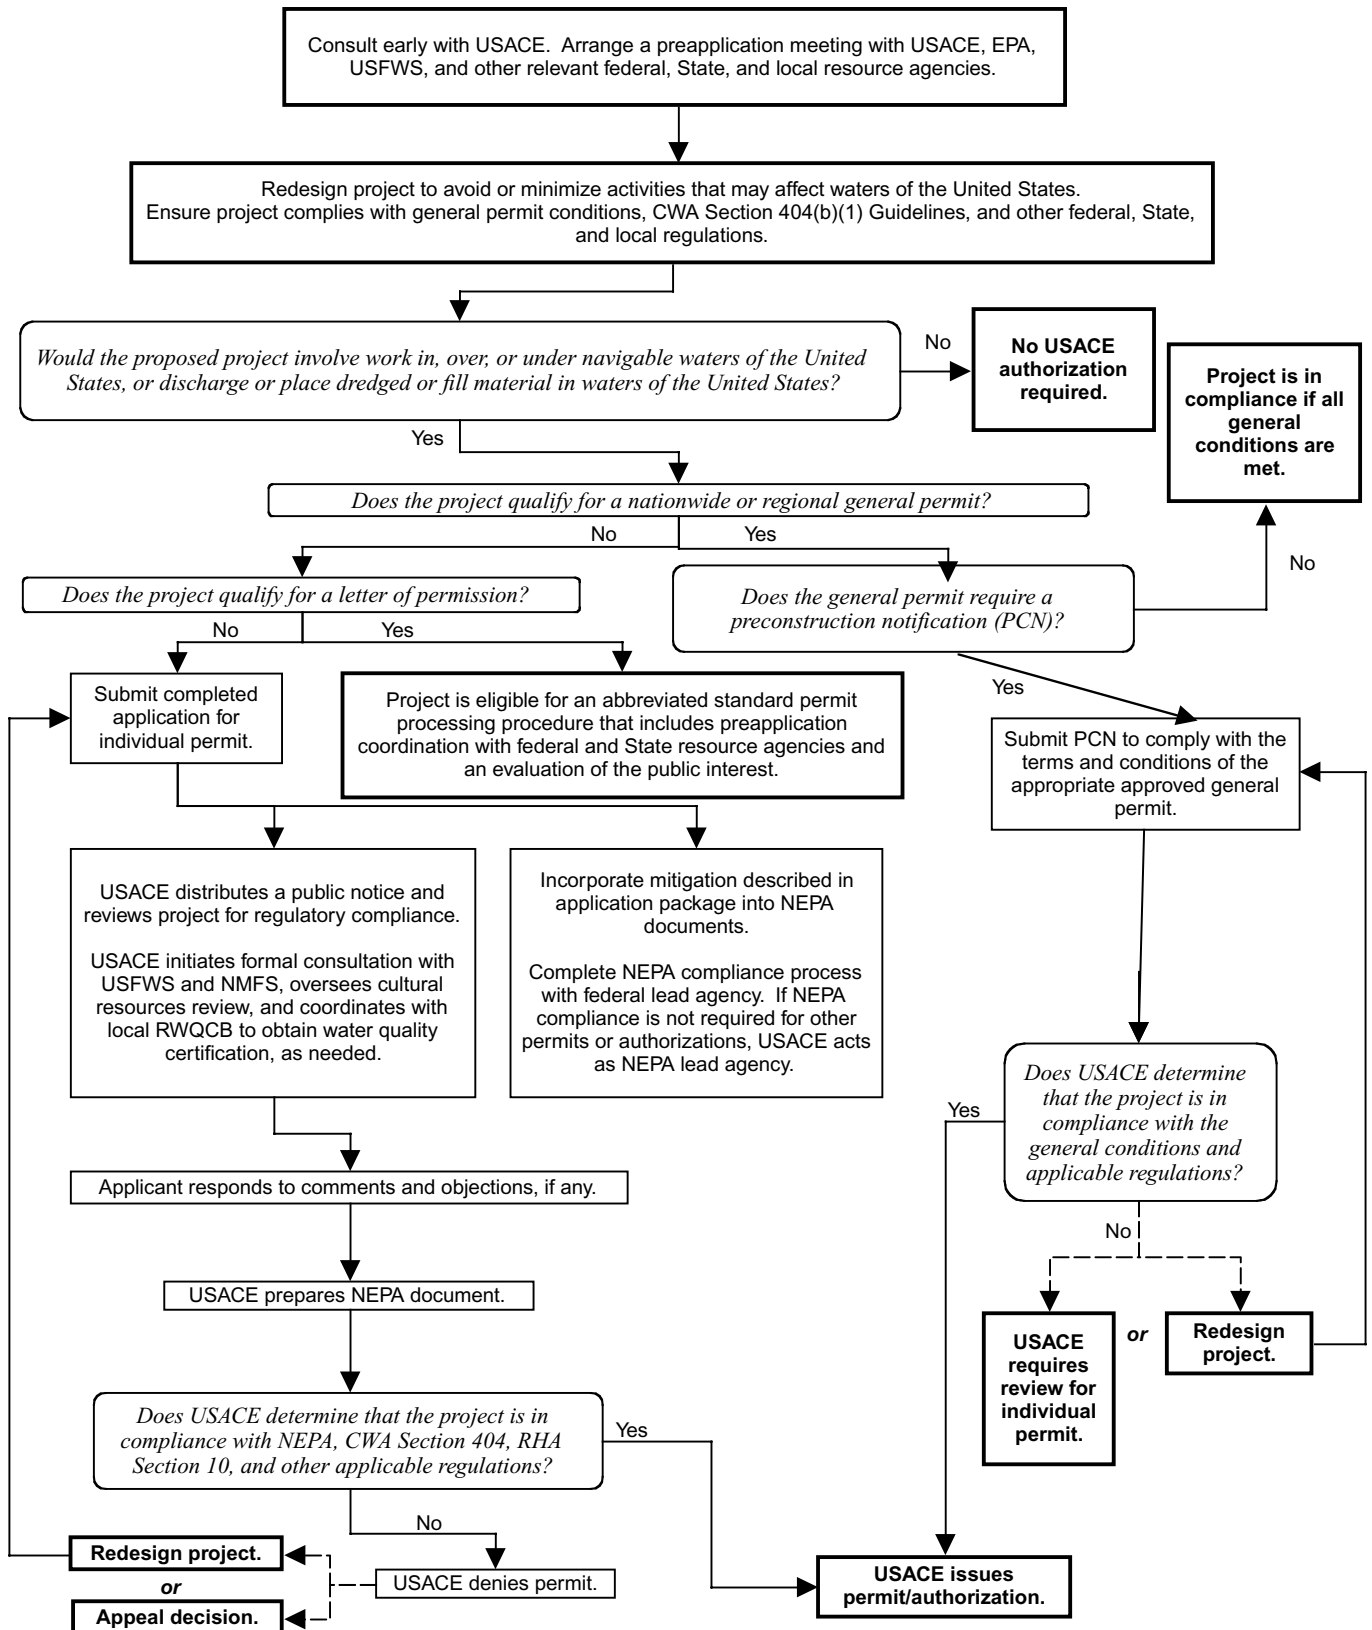 Consult early with USACE.  Arrange a preapplication meeting with USACE, EPA,
USFWS, and other relevant federal, State, and local resource agencies.
Redesign project to avoid or minimize activities that may affect waters of the United States.
Ensure project complies with general permit conditions, CWA Section 404(b)(1) Guidelines, and other federal, State,
and local regulations.
Would the proposed project involve work in, over, or under navigable waters of the United
States, or discharge or place dredged or fill material in waters of the United States?
No
No USACE
authorization
required.
Project is in
compliance if all
general
conditions are
met.
Yes
Does the project qualify for a nationwide or regional general permit?
No
Yes
No
Does the project qualify for a letter of permission?
Does the general permit require a
preconstruction notification (PCN)?
No
Yes
Yes
Submit completed
application for
individual permit.
Project is eligible for an abbreviated standard permit
processing procedure that includes preapplication
coordination with federal and State resource agencies and
an evaluation of the public interest.
Submit PCN to comply with the
terms and conditions of the
appropriate approved general
permit.
USACE distributes a public notice and
reviews project for regulatory compliance.
USACE initiates formal consultation with
USFWS and NMFS, oversees cultural
resources review, and coordinates with
local RWQCB to obtain water quality
certification, as needed.
Incorporate mitigation described in
application package into NEPA
documents.
Complete NEPA compliance process
with federal lead agency.  If NEPA
compliance is not required for other
permits or authorizations, USACE acts
as NEPA lead agency.
Does USACE determine
that the project is in
compliance with the
general conditions and
applicable regulations?
Yes
Applicant responds to comments and objections, if any.
No
USACE prepares NEPA document.
USACE
requires
review for
individual
permit.
or
Redesign
project.
Does USACE determine that the project is in
compliance with NEPA, CWA Section 404, RHA
Section 10, and other applicable regulations?
Yes
No
Redesign project.
or
Appeal decision.
USACE denies permit.
USACE issues
permit/authorization.